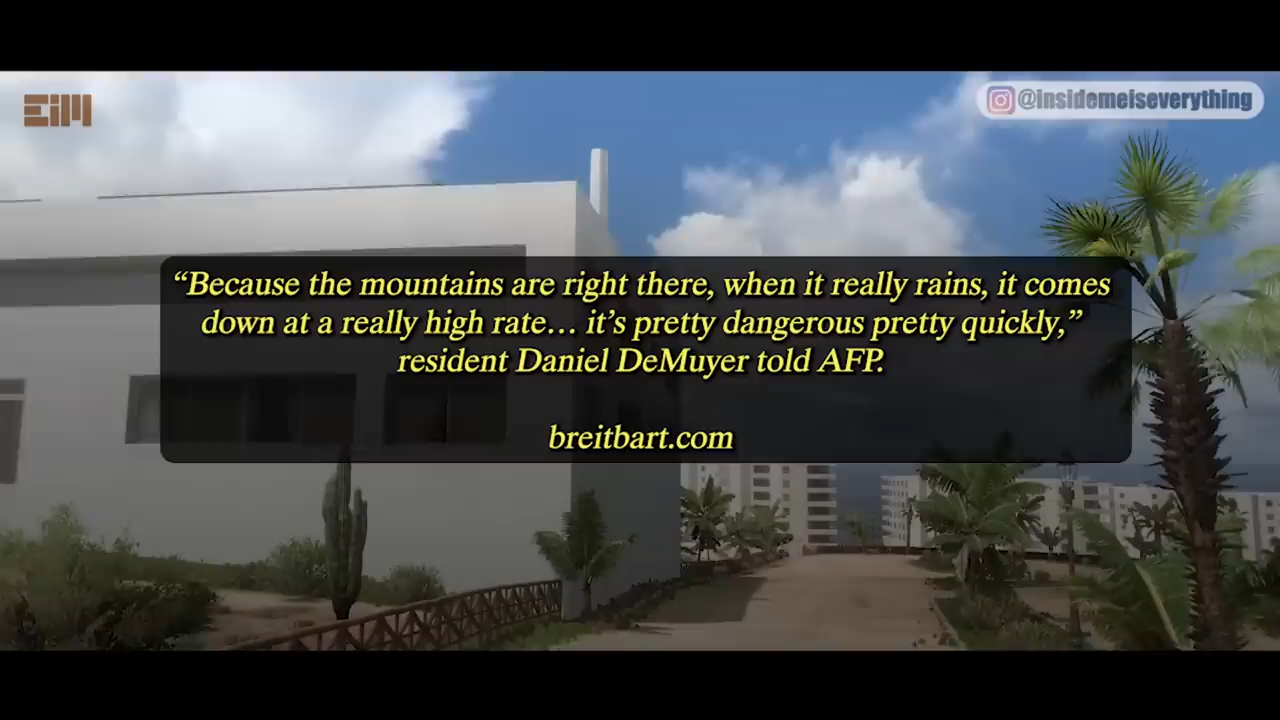 EiM
@insidemeiseverything
“Because the mountains are right there, when it really rains, it comes
down at a really high rate… it’s pretty dangerous pretty quickly,”
resident Daniel DeMuyer told AFP.
breitbart.com